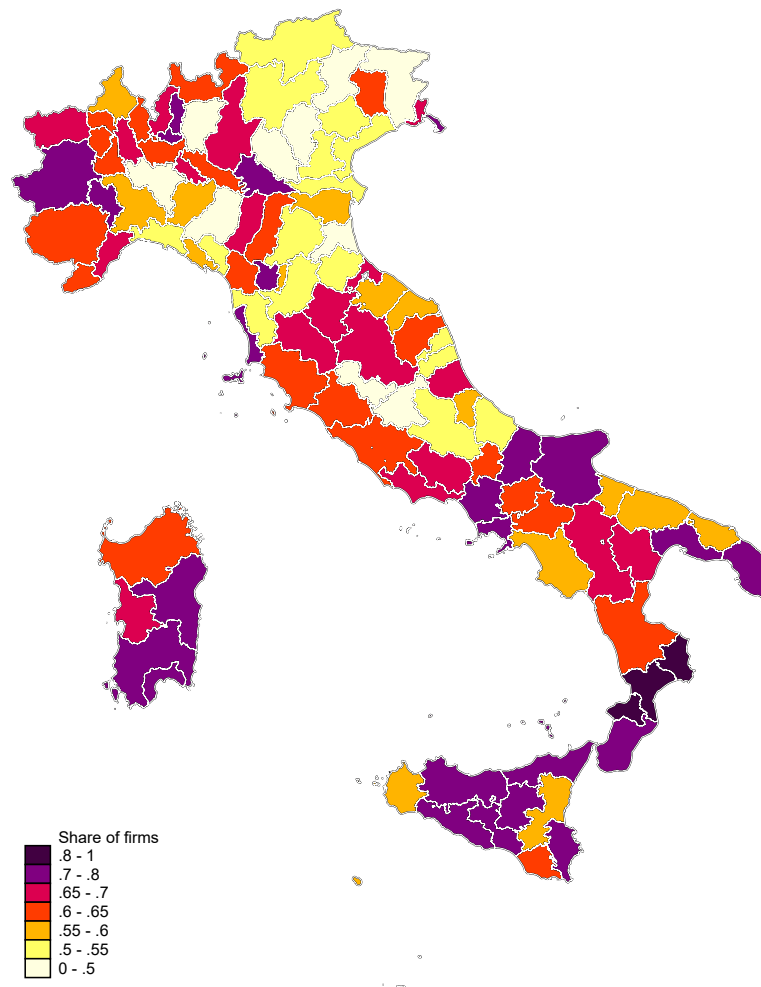 Share of firms
.8 - 1
.7 - .8
.65 - .7
.6 - .65
.55 - .6
.5 - .55
0 - .5